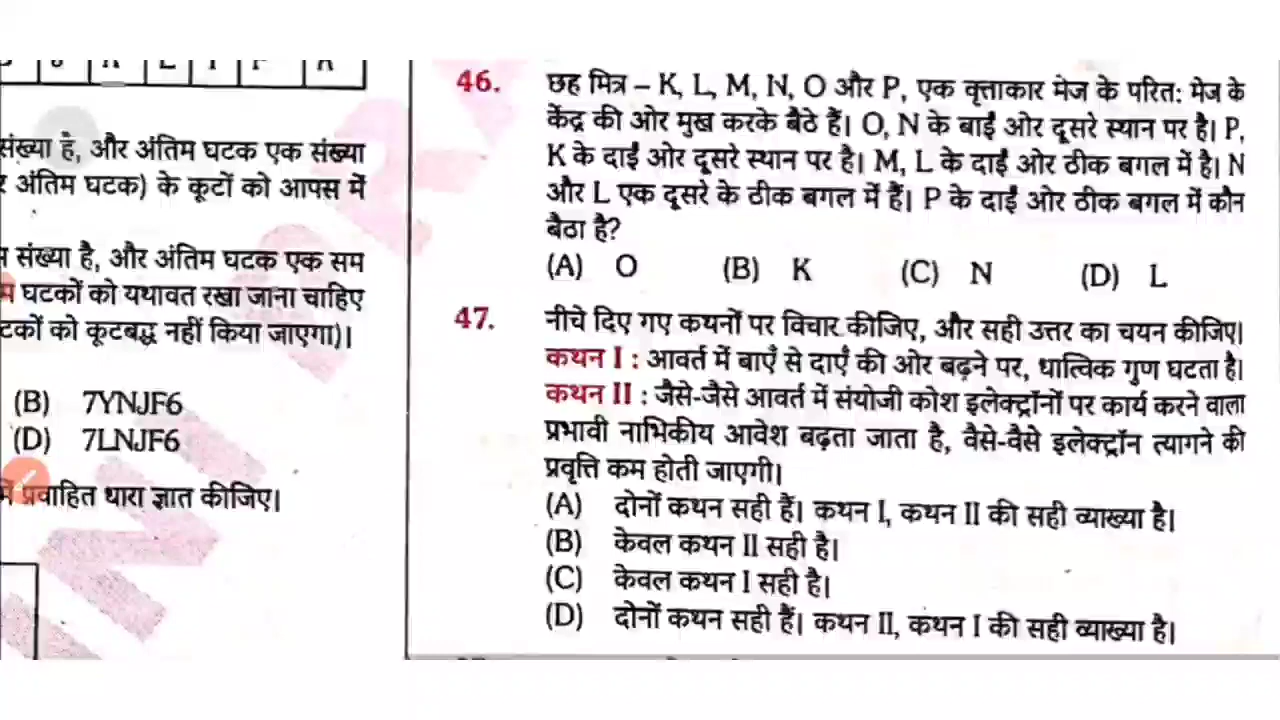 संख्या है, और अंतिम घटक एक संख्या
अंतिम घटक) के कूटों को आपस में
संख्या है, और अंतिम घटक एक सम
घटकों को यथावत रखा जाना चाहिए
टकों को कूटबद्ध नहीं किया जाएगा)।
(B) 7YNJF6
(D) 7LNJF6
में प्रवाहित धारा ज्ञात कीजिए।
46. छह मित्र – K, L, M, N, O और P, एक वृत्ताकार मेज के परित: मेज के
केंद्र की ओर मुख करके बैठे हैं। O, N के बाईं ओर दूसरे स्थान पर है। P,
K के दाईं ओर दूसरे स्थान पर है। M, L के दाईं ओर ठीक बगल में है। N
और L एक दूसरे के ठीक बगल में हैं। P के दाईं ओर ठीक बगल में कौन
बैठा है?
(A) O (B) K (C) N (D) L
47. नीचे दिए गए कथनों पर विचार कीजिए, और सही उत्तर का चयन कीजिए।
कथन I : आवर्त में बाएँ से दाएँ की ओर बढ़ने पर, धात्विक गुण घटता है।
कथन II : जैसे-जैसे आवर्त में संयोजी कोश इलेक्ट्रॉनों पर कार्य करने वाला
प्रभावी नाभिकीय आवेश बढ़ता जाता है, वैसे-वैसे इलेक्ट्रॉन त्यागने की
प्रवृत्ति कम होती जाएगी।
(A) दोनों कथन सही हैं। कथन I, कथन II की सही व्याख्या है।
(B) केवल कथन II सही है।
(C) केवल कथन I सही है।
(D) दोनों कथन सही हैं। कथन II, कथन I की सही व्याख्या है।